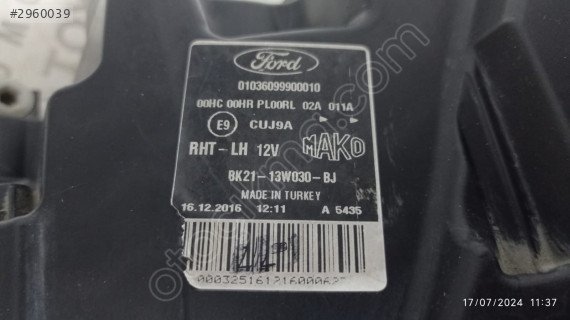 #2960039
Ford
01036099900010
00HC 00HR PL00RL 02A 011A
E9 CUJ9A
RHT-LH 12V MAKO
8K21-13W030-BJ
MADE IN TURKEY
16.12.2016 12:11 A 5435
17/07/2024 11:37